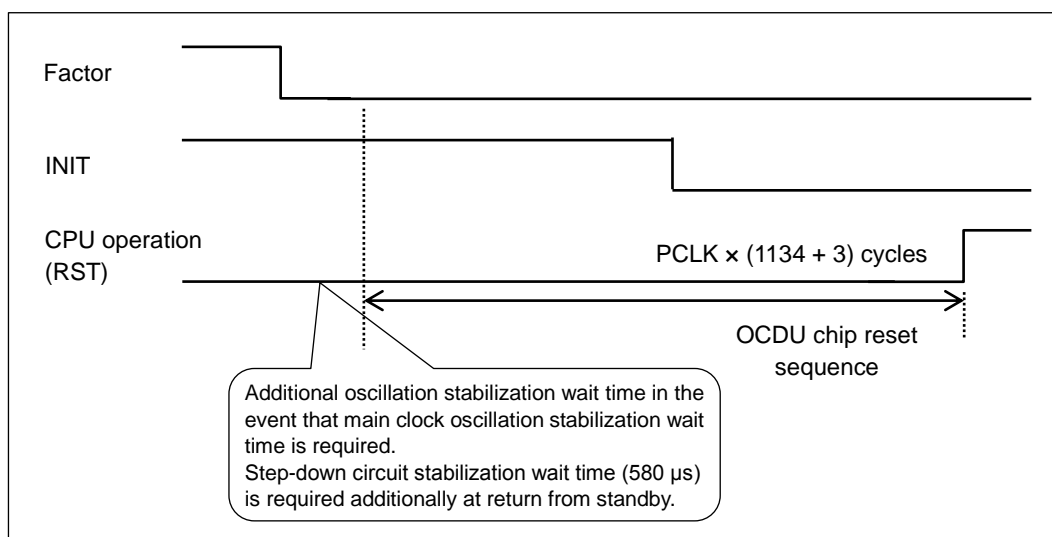 Factor
INIT
CPU operation
(RST)
PCLK × (1134 + 3) cycles
OCDU chip reset
sequence
Additional oscillation stabilization wait time in the
event that main clock oscillation stabilization wait
time is required.
Step-down circuit stabilization wait time (580 µs)
is required additionally at return from standby.